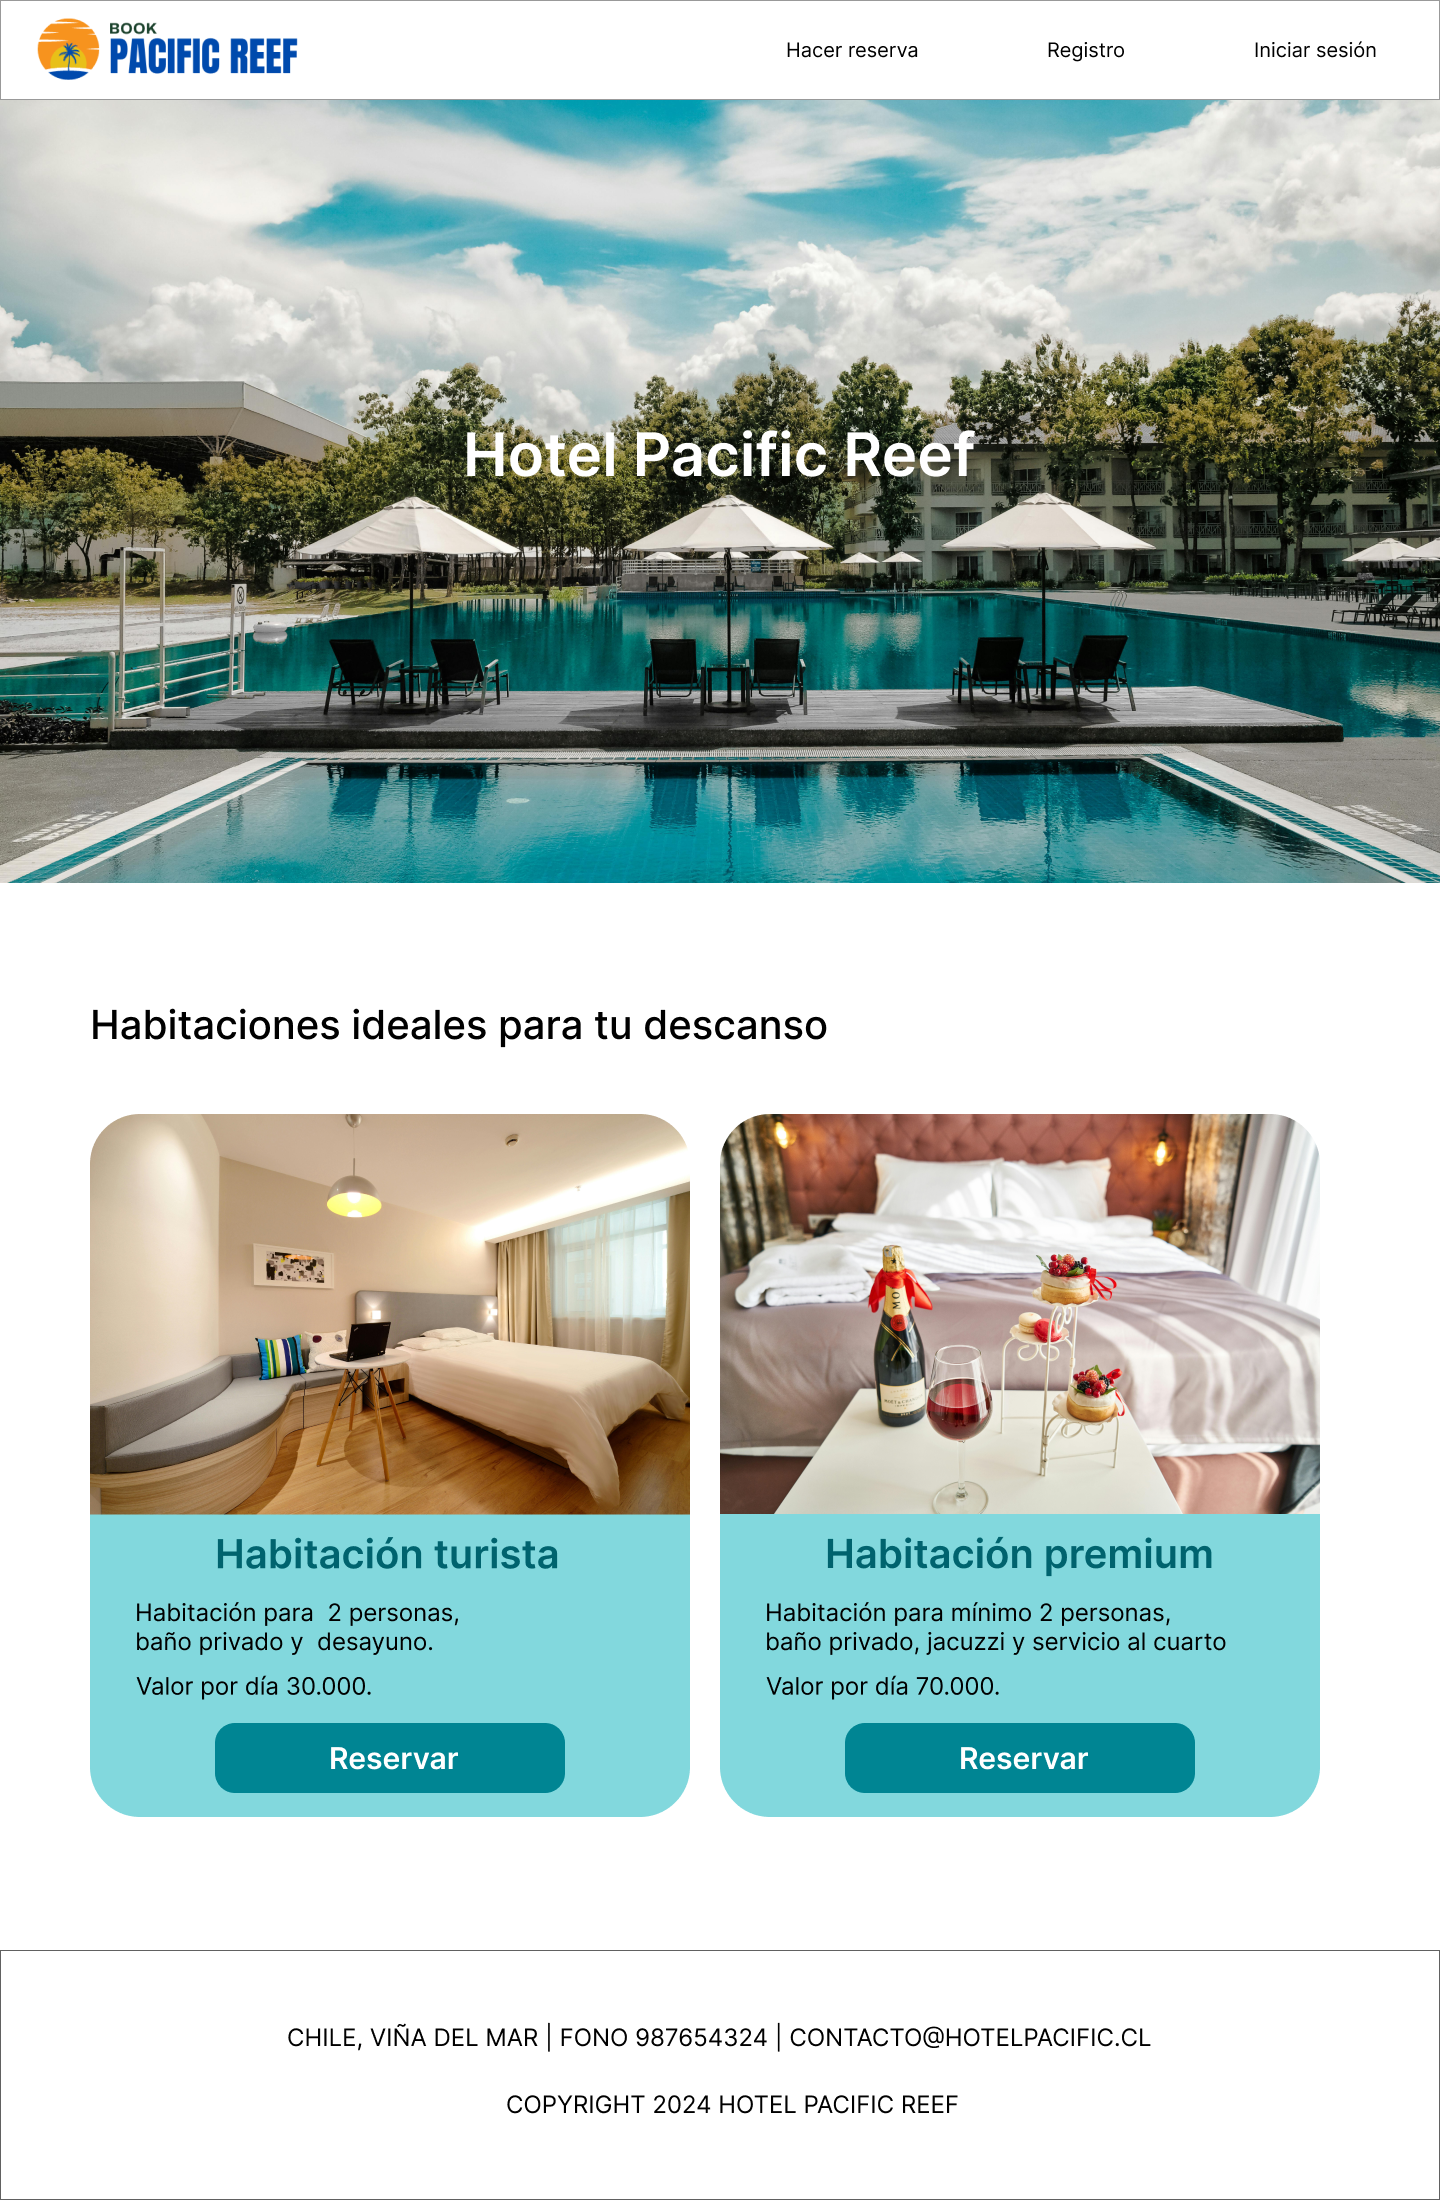 BOOK
PACIFIC REEF
Hacer reserva
Registro
Iniciar sesión
Hotel Pacific Reef
Habitaciones ideales para tu descanso
Habitación turista
Habitación para  2 personas,
baño privado y  desayuno.
Valor por día 30.000.
Reservar
Habitación premium
Habitación para mínimo 2 personas,
baño privado, jacuzzi y servicio al cuarto
Valor por día 70.000.
Reservar
CHILE, VIÑA DEL MAR | FONO 987654324 | CONTACTO@HOTELPACIFIC.CL
COPYRIGHT 2024 HOTEL PACIFIC REEF